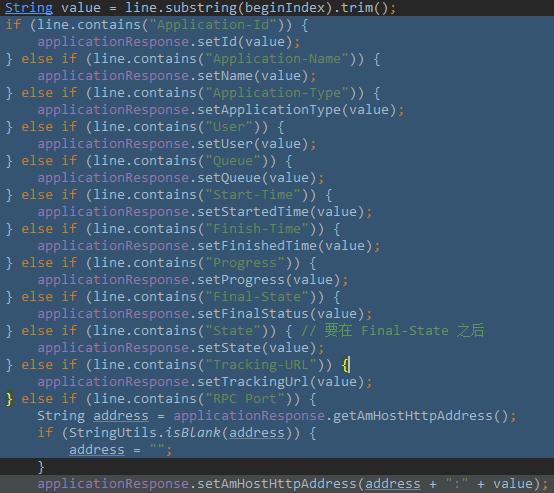 String value = line.substring(beginIndex).trim();
if (line.contains("Application-Id")) {
    applicationResponse.setId(value);
} else if (line.contains("Application-Name")) {
    applicationResponse.setName(value);
} else if (line.contains("Application-Type")) {
    applicationResponse.setApplicationType(value);
} else if (line.contains("User")) {
    applicationResponse.setUser(value);
} else if (line.contains("Queue")) {
    applicationResponse.setQueue(value);
} else if (line.contains("Start-Time")) {
    applicationResponse.setStartedTime(value);
} else if (line.contains("Finish-Time")) {
    applicationResponse.setFinishedTime(value);
} else if (line.contains("Progress")) {
    applicationResponse.setProgress(value);
} else if (line.contains("Final-State")) {
    applicationResponse.setFinalStatus(value);
} else if (line.contains("State")) { // 要在 Final-State 之后
    applicationResponse.setState(value);
} else if (line.contains("Tracking-URL")) {
    applicationResponse.setTrackingUrl(value);
} else if (line.contains("RPC Port")) {
    String address = applicationResponse.getAmHostHttpAddress();
    if (StringUtils.isBlank(address)) {
        address = "";
    }
    applicationResponse.setAmHostHttpAddress(address + ":" + value);